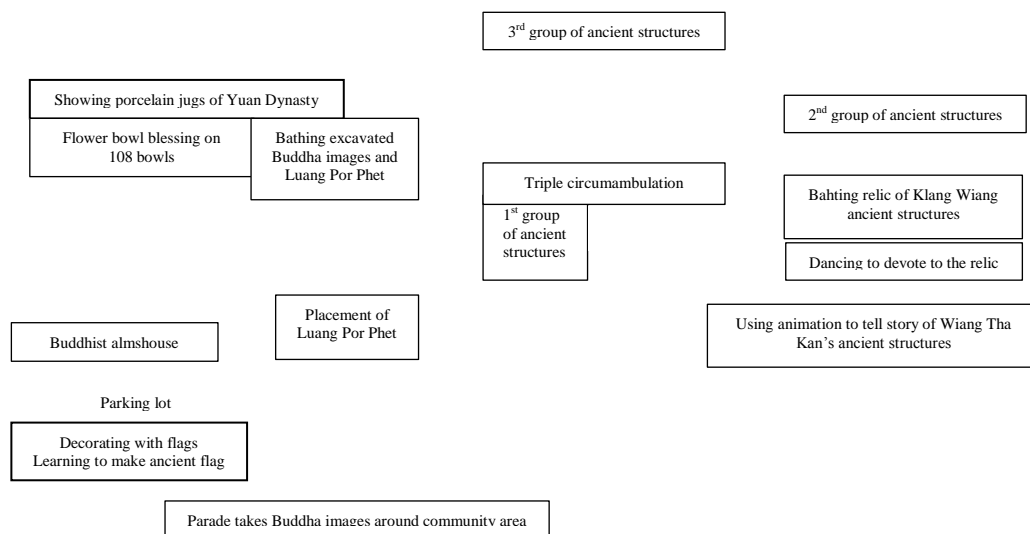 3rd group of ancient structures
Showing porcelain jugs of Yuan Dynasty
2nd group of ancient structures
Flower bowl blessing on
108 bowls
Bathing excavated
Buddha images and
Luang Por Phet
Triple circumambulation
Bahting relic of Klang Wiang
ancient structures
1st group
of ancient
structures
Dancing to devote to the relic
Placement of
Luang Por Phet
Using animation to tell story of Wiang Tha
Kan’s ancient structures
Buddhist almshouse
Parking lot
Decorating with flags
Learning to make ancient flag
Parade takes Buddha images around community area